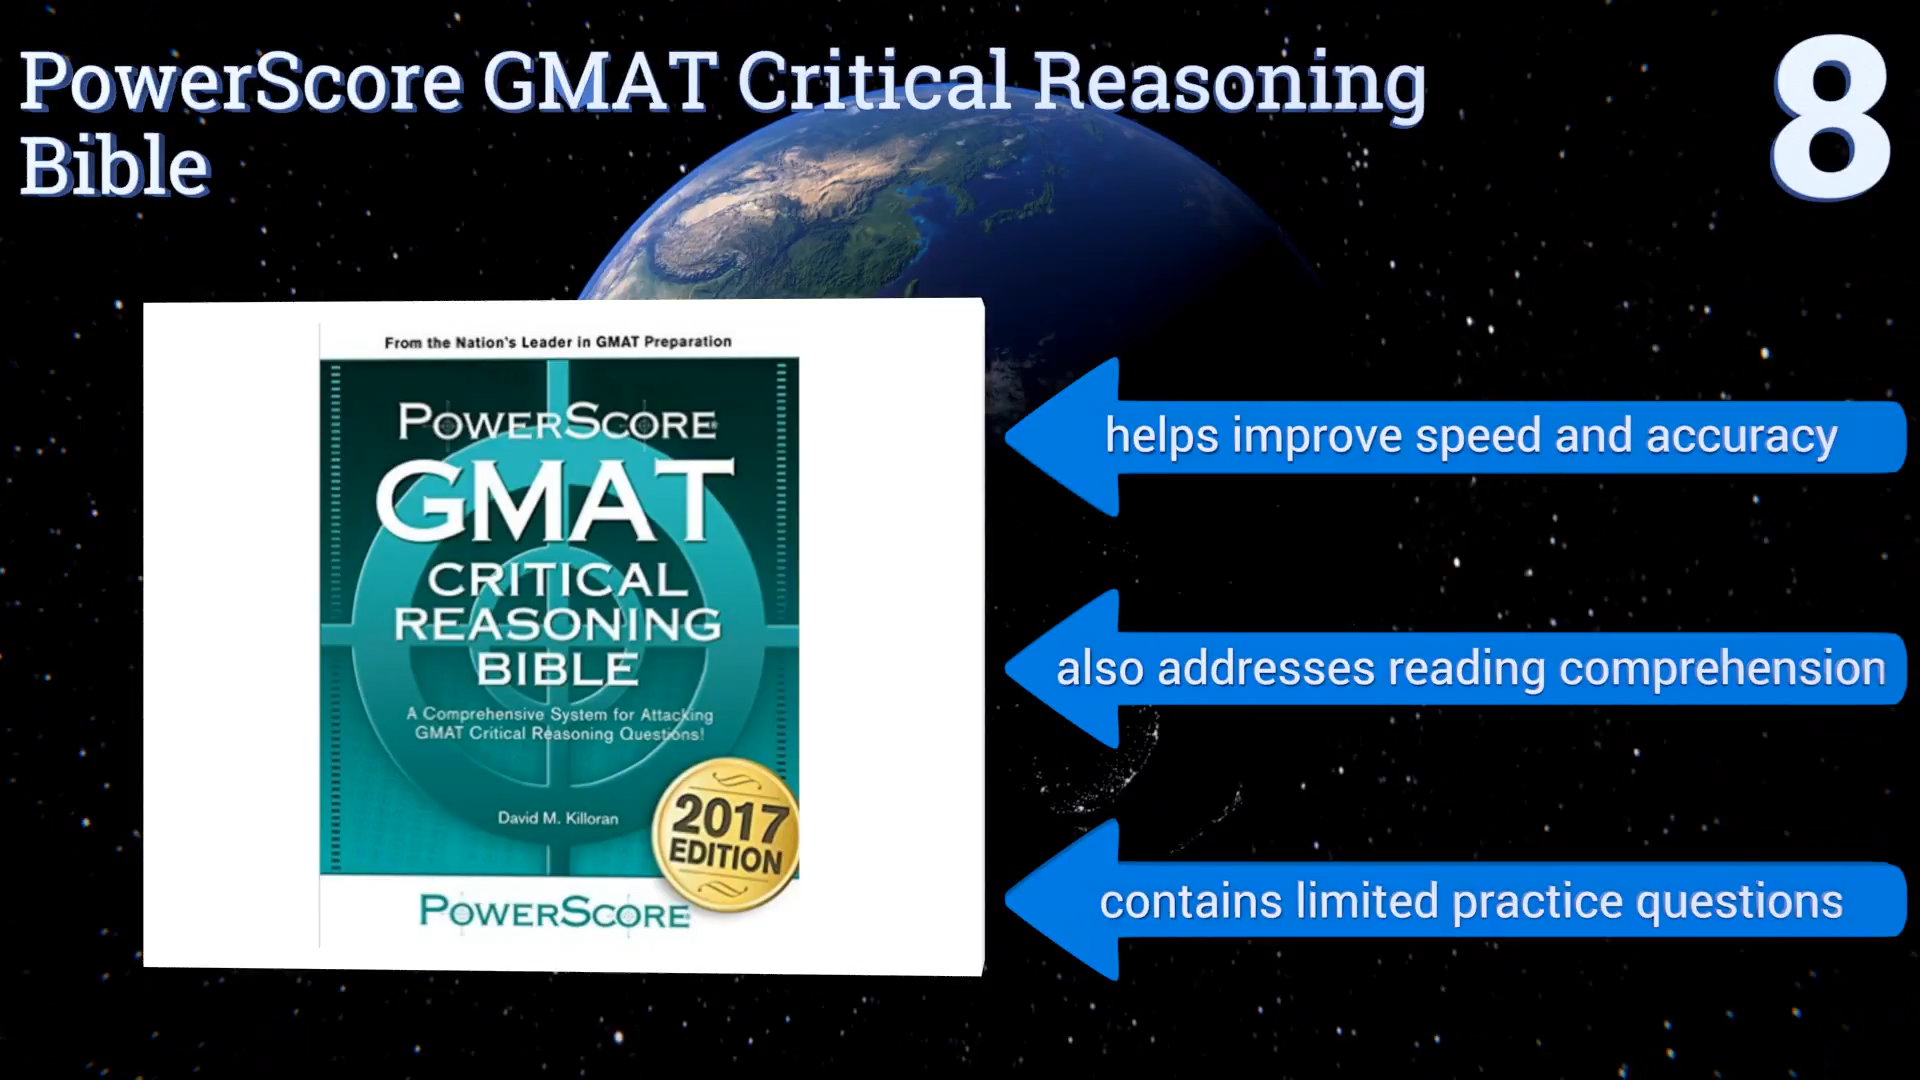 PowerScore GMAT Critical Reasoning
Bible
8
From the Nation's Leader in GMAT Preparation
POWERSCORE
GMAT
CRITICAL
REASONING
BIBLE
A Comprehensive System for Attacking
GMAT Critical Reasoning Questions!
David M. Killoran
2017
EDITION
POWERSCORE
helps improve speed and accuracy
also addresses reading comprehension
contains limited practice questions